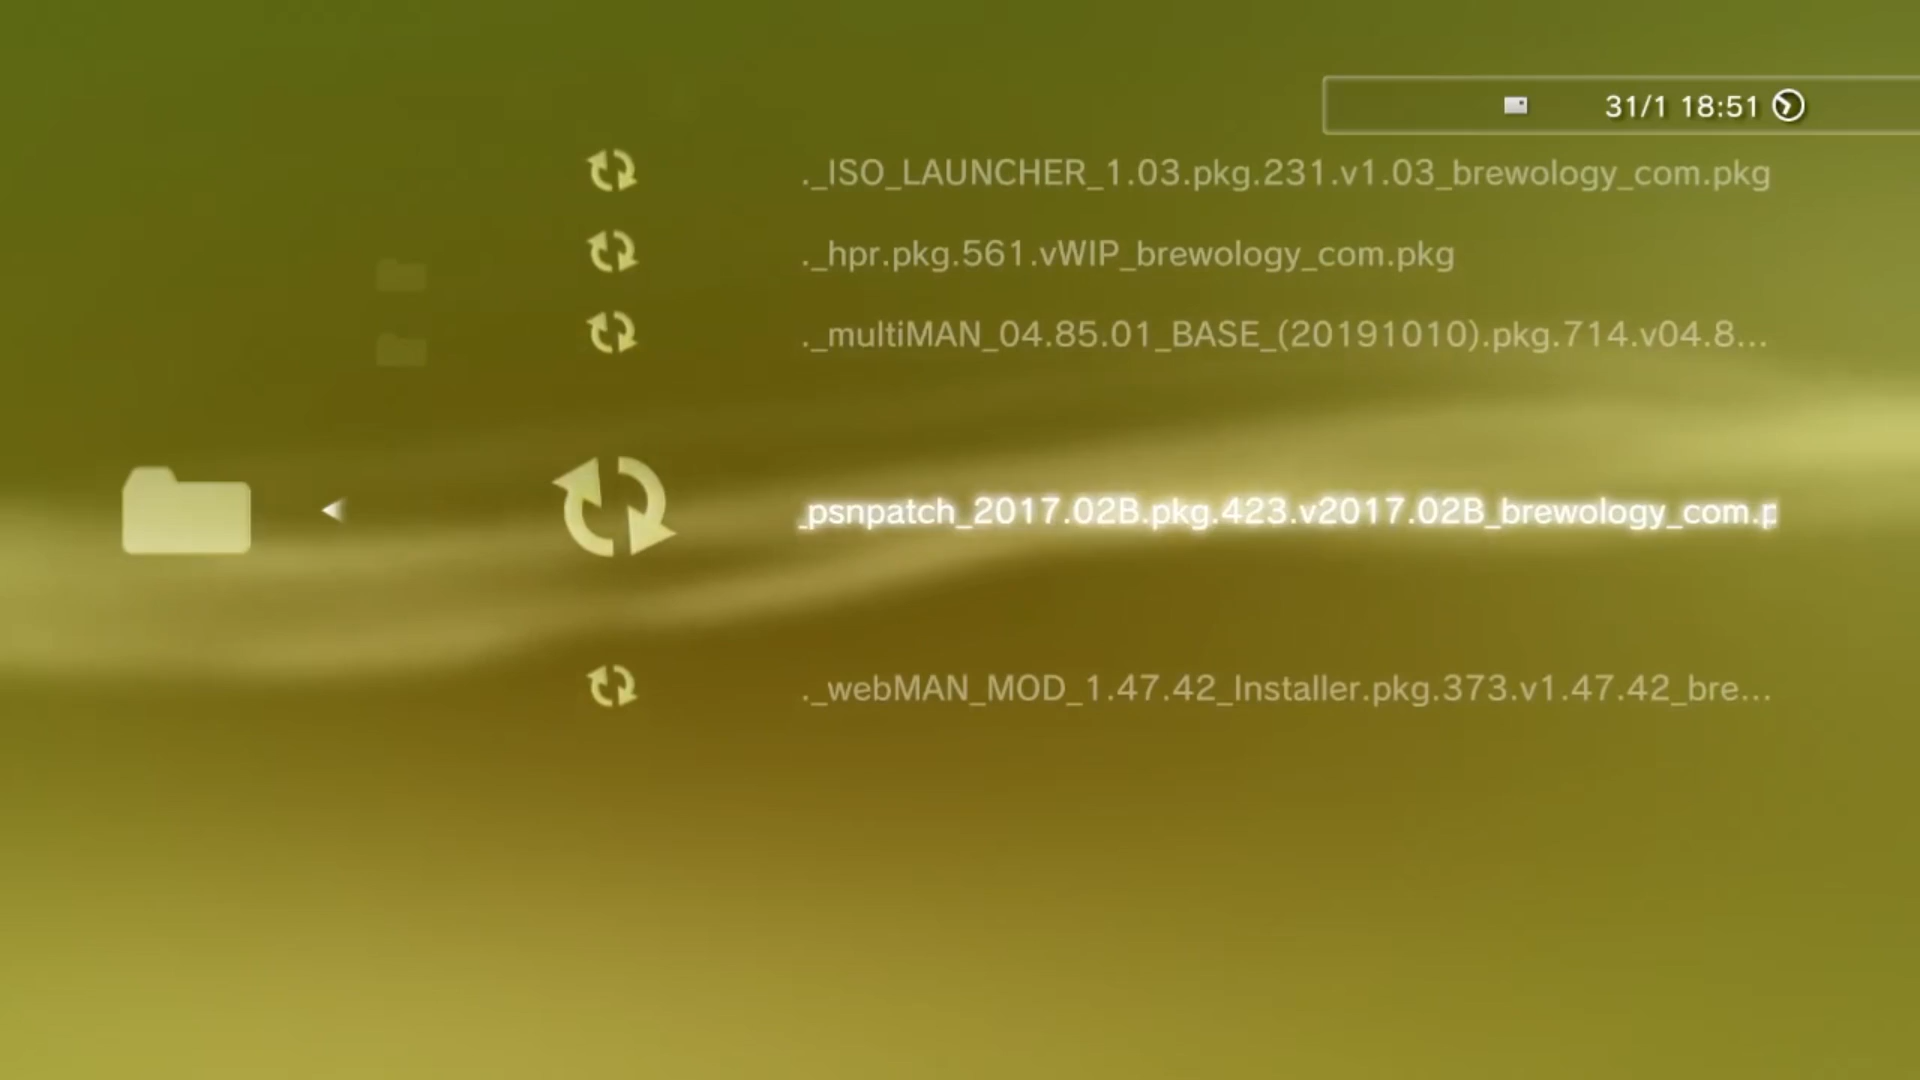 31/1 18:51
._ISO_LAUNCHER_1.03.pkg.231.v1.03_brewology_com.pkg
._hpr.pkg.561.vWIP_brewology_com.pkg
._multiMAN_04.85.01_BASE_(20191010).pkg.714.v04.8...
_psnpatch_2017.02B.pkg.423.v2017.02B_brewology_com.p
._webMAN_MOD_1.47.42_Installer.pkg.373.v1.47.42_bre...